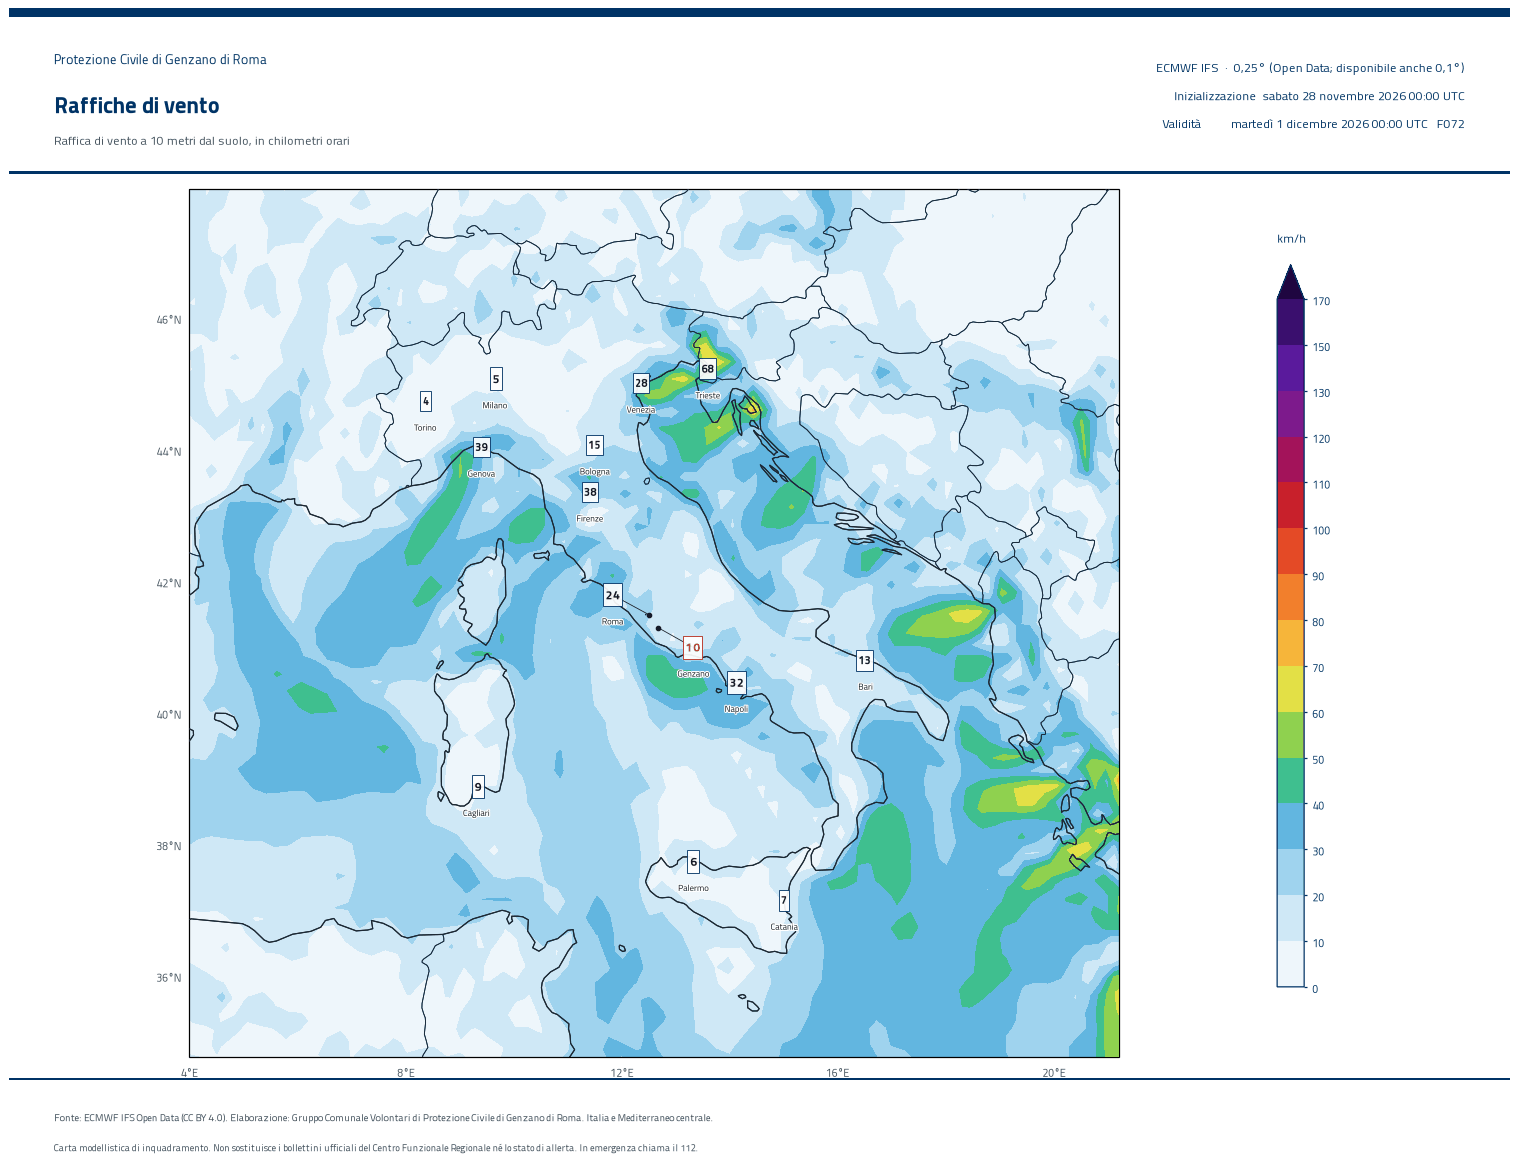 Protezione Civile di Genzano di Roma
Raffiche di vento
Raffica di vento a 10 metri dal suolo, in chilometri orari
ECMWF IFS · 0,25° (Open Data; disponibile anche 0,1°)
Inizializzazione sabato 28 novembre 2026 00:00 UTC
Validità martedì 1 dicembre 2026 00:00 UTC F072
km/h
170
150
130
120
110
100
90
80
70
60
50
40
30
20
10
0
46°N
44°N
42°N
40°N
38°N
36°N
4°E
8°E
12°E
16°E
20°E
68
Trieste
28
Venezia
5
Milano
4
Torino
39
Genova
15
Bologna
38
Firenze
24
Roma
10
Genzano
32
Napoli
13
Bari
9
Cagliari
6
Palermo
7
Catania
Fonte: ECMWF IFS Open Data (CC BY 4.0). Elaborazione: Gruppo Comunale Volontari di Protezione Civile di Genzano di Roma. Italia e Mediterraneo centrale.
Carta modellistica di inquadramento. Non sostituisce i bollettini ufficiali del Centro Funzionale Regionale né lo stato di allerta. In emergenza chiama il 112.